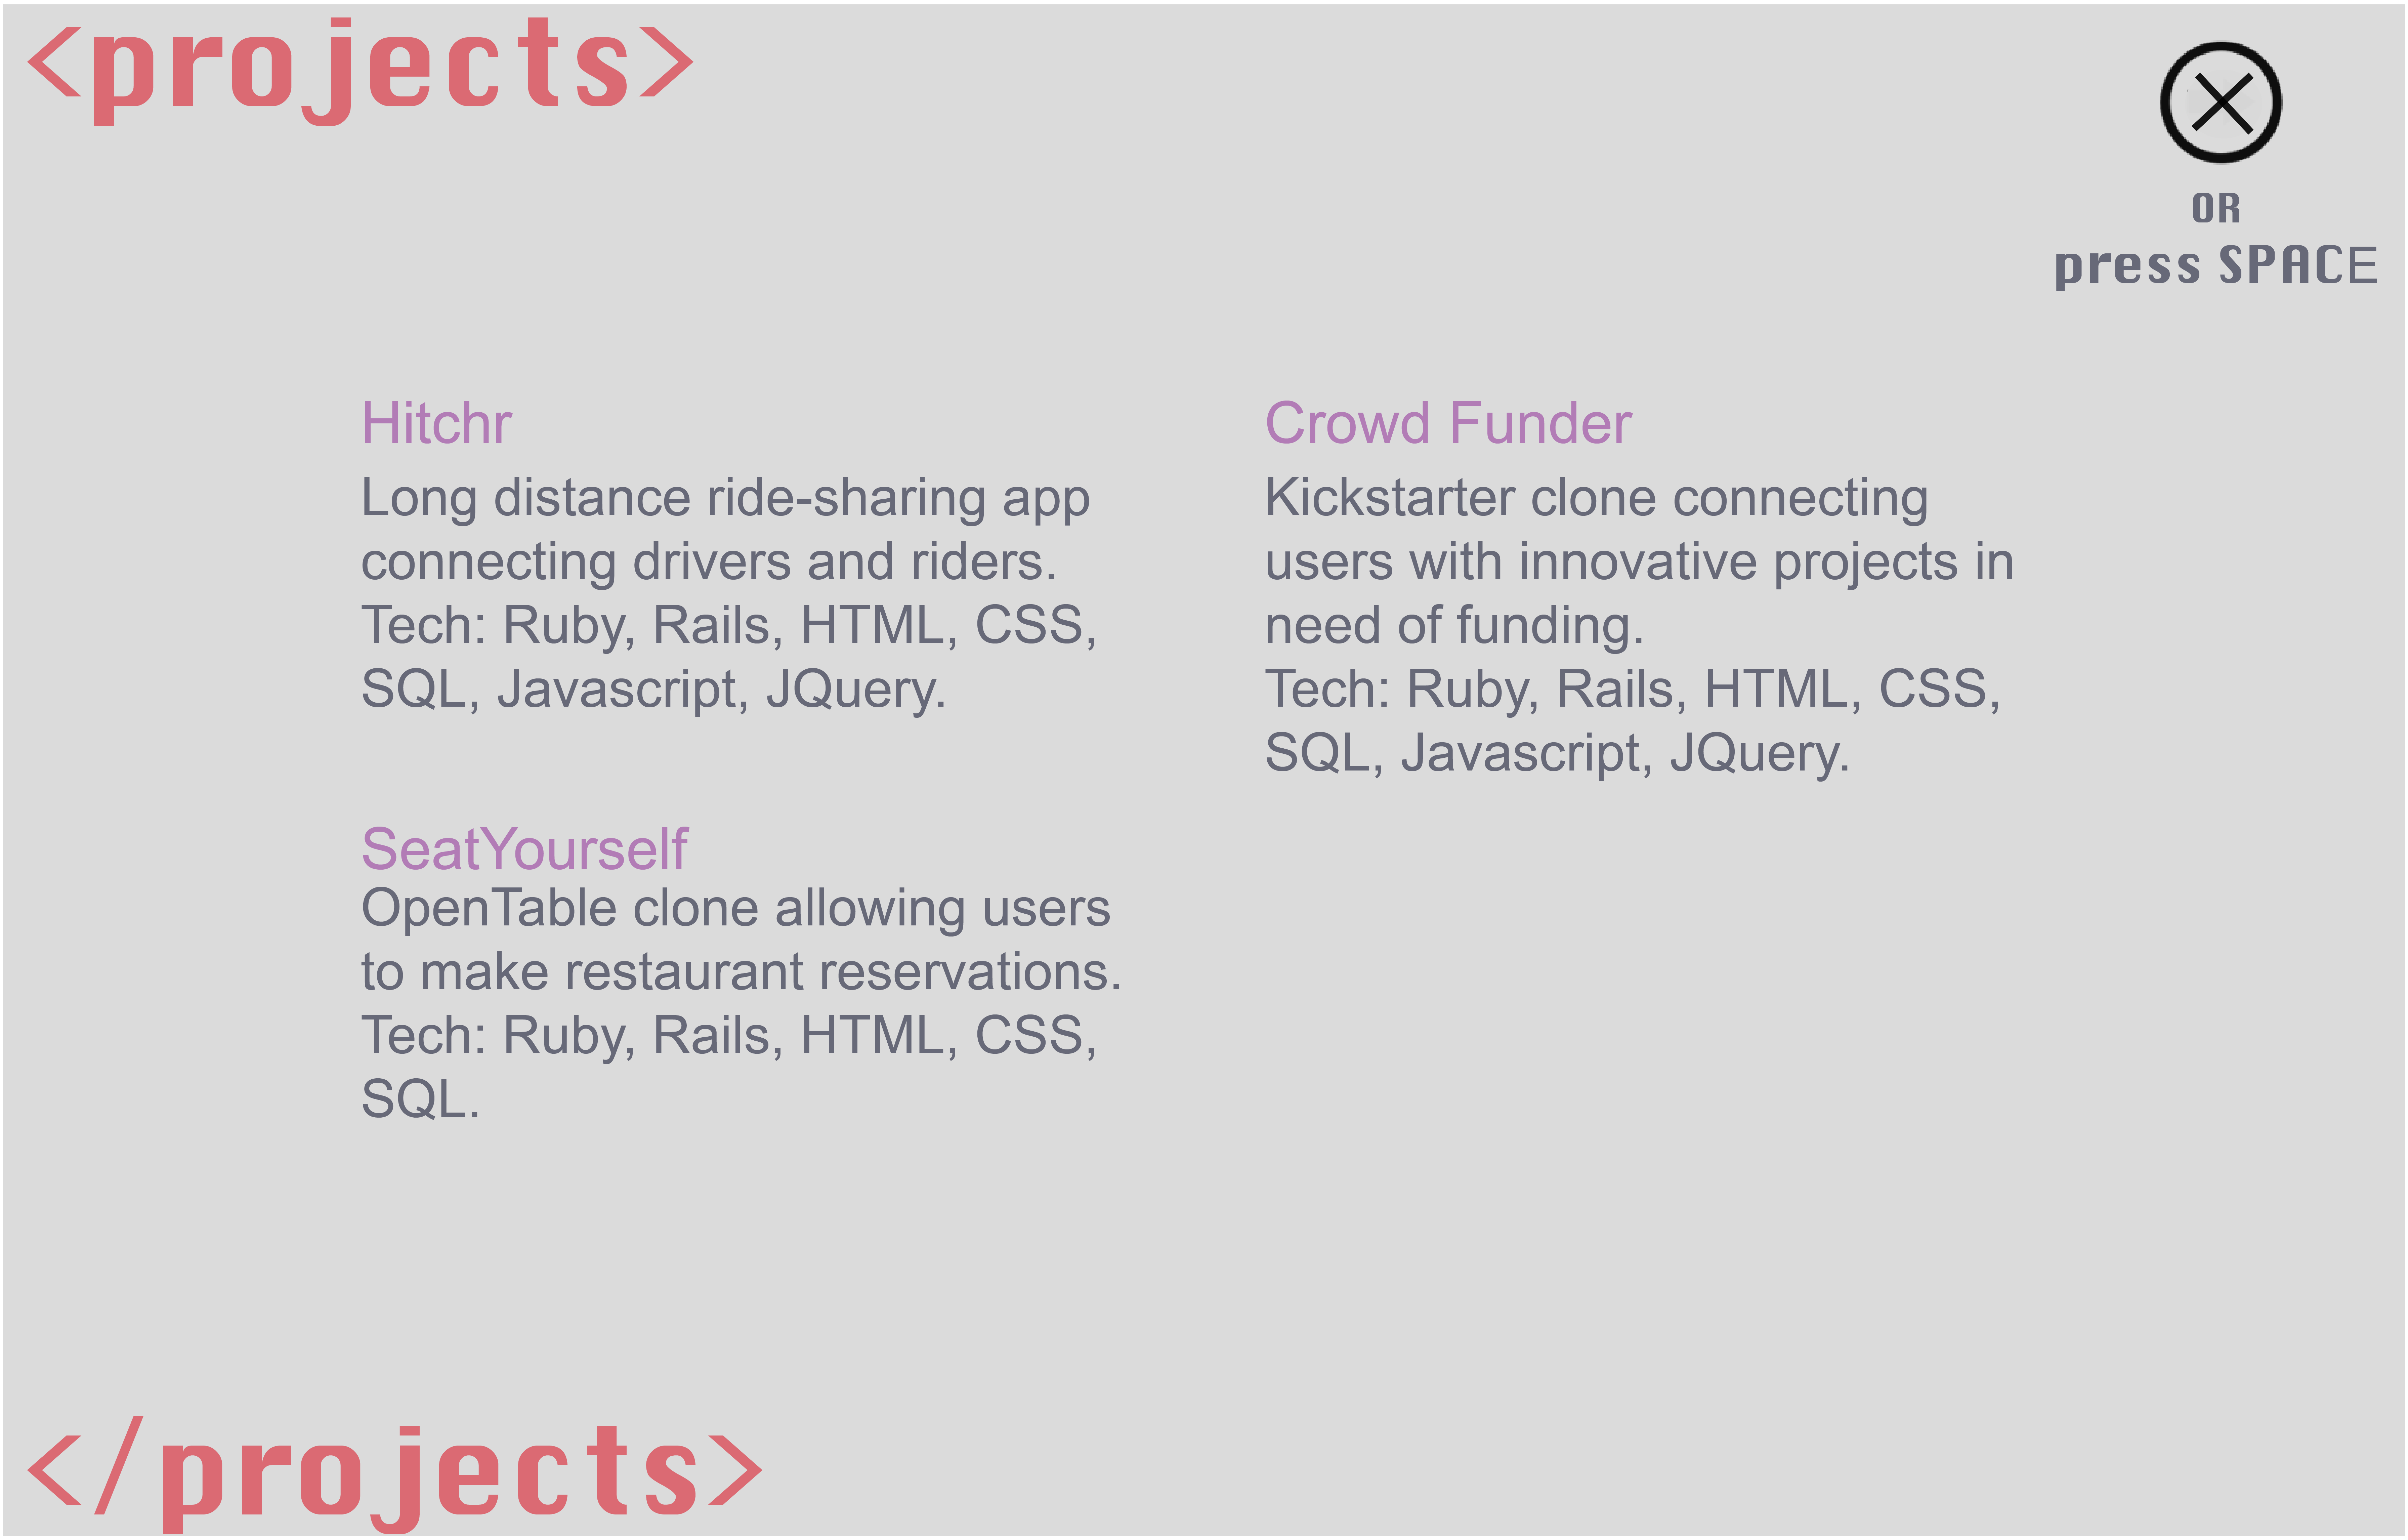 <projects>
OR
press SPACE
Hitchr
Long distance ride-sharing app
connecting drivers and riders.
Tech: Ruby, Rails, HTML, CSS,
SQL, Javascript, JQuery.
Crowd Funder
Kickstarter clone connecting
users with innovative projects in
need of funding.
Tech: Ruby, Rails, HTML, CSS,
SQL, Javascript, JQuery.
SeatYourself
OpenTable clone allowing users
to make restaurant reservations.
Tech: Ruby, Rails, HTML, CSS,
SQL.
</projects>